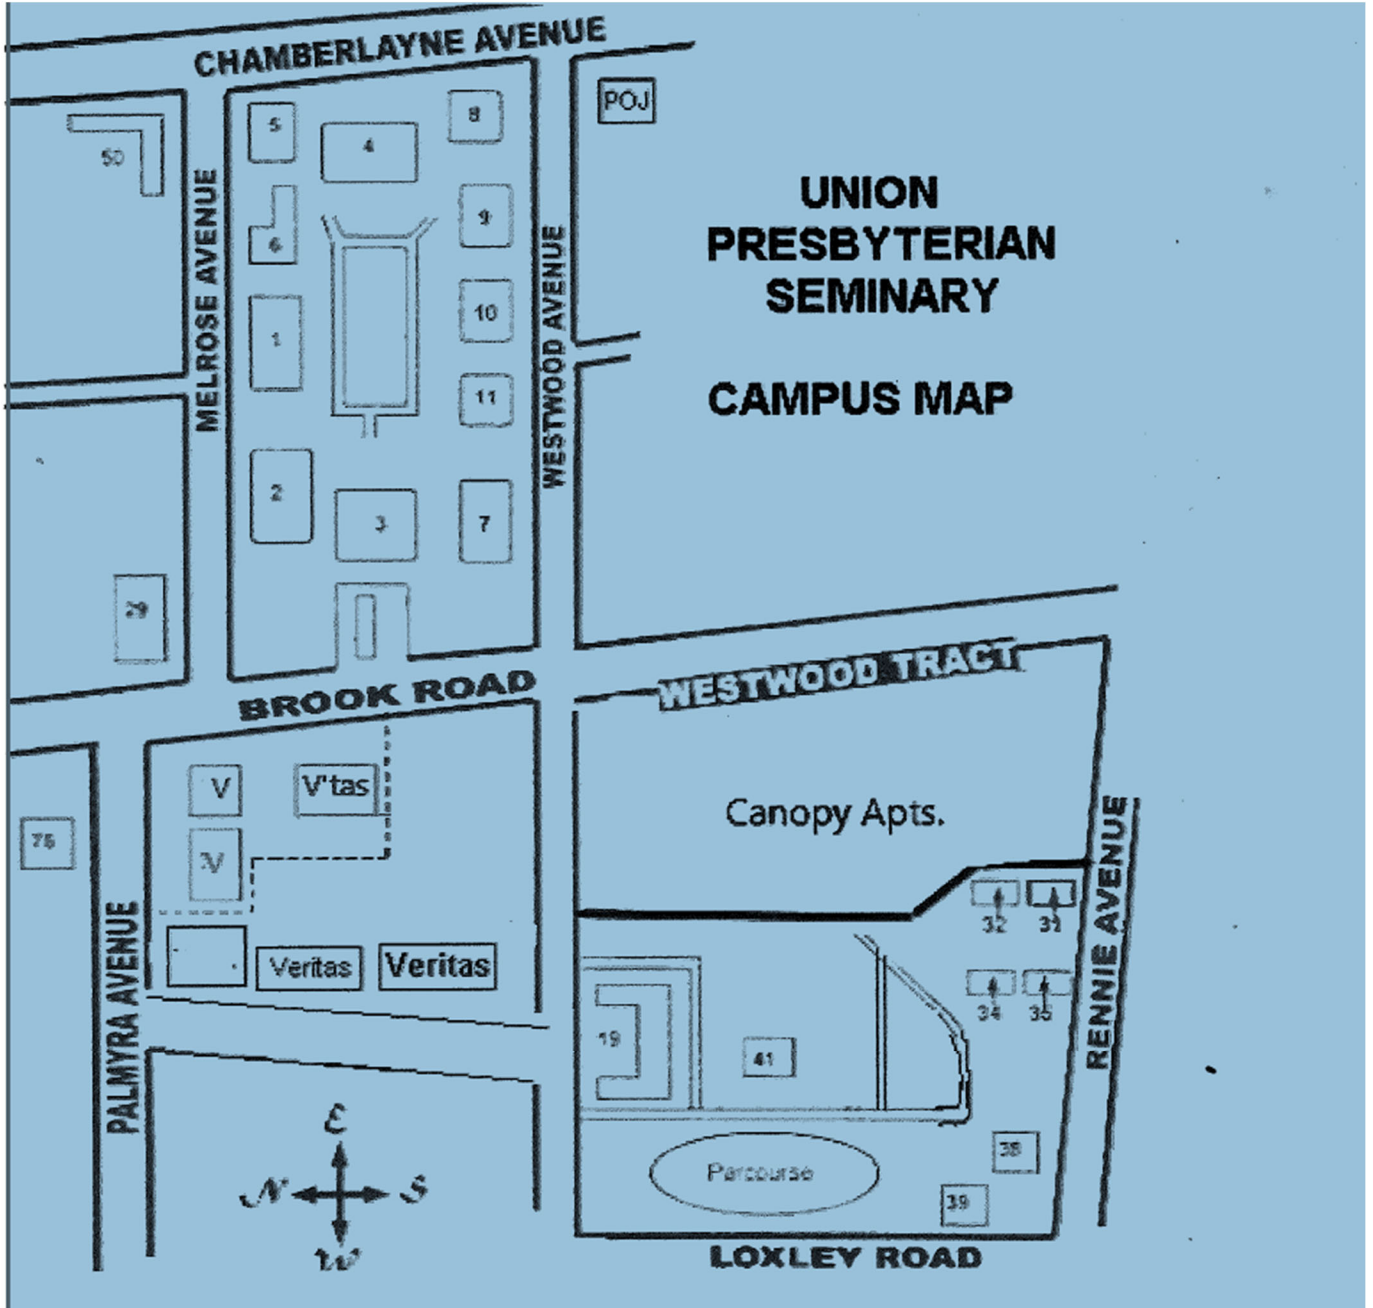 CHAMBERLAYNE AVENUE
POJ
5
4
8
50
MELROSE AVENUE
UNION
PRESBYTERIAN
SEMINARY
9
6
WESTWOOD AVENUE
10
1
11
CAMPUS MAP
2
3
7
29
BROOK ROAD
WESTWOOD TRACT
V
V'tas
Canopy Apts.
75
V
RENNIE AVENUE
32
31
PALMYRA AVENUE
Veritas
Veritas
34
35
19
41
E
N
S
W
38
Parcourse
39
LOXLEY ROAD